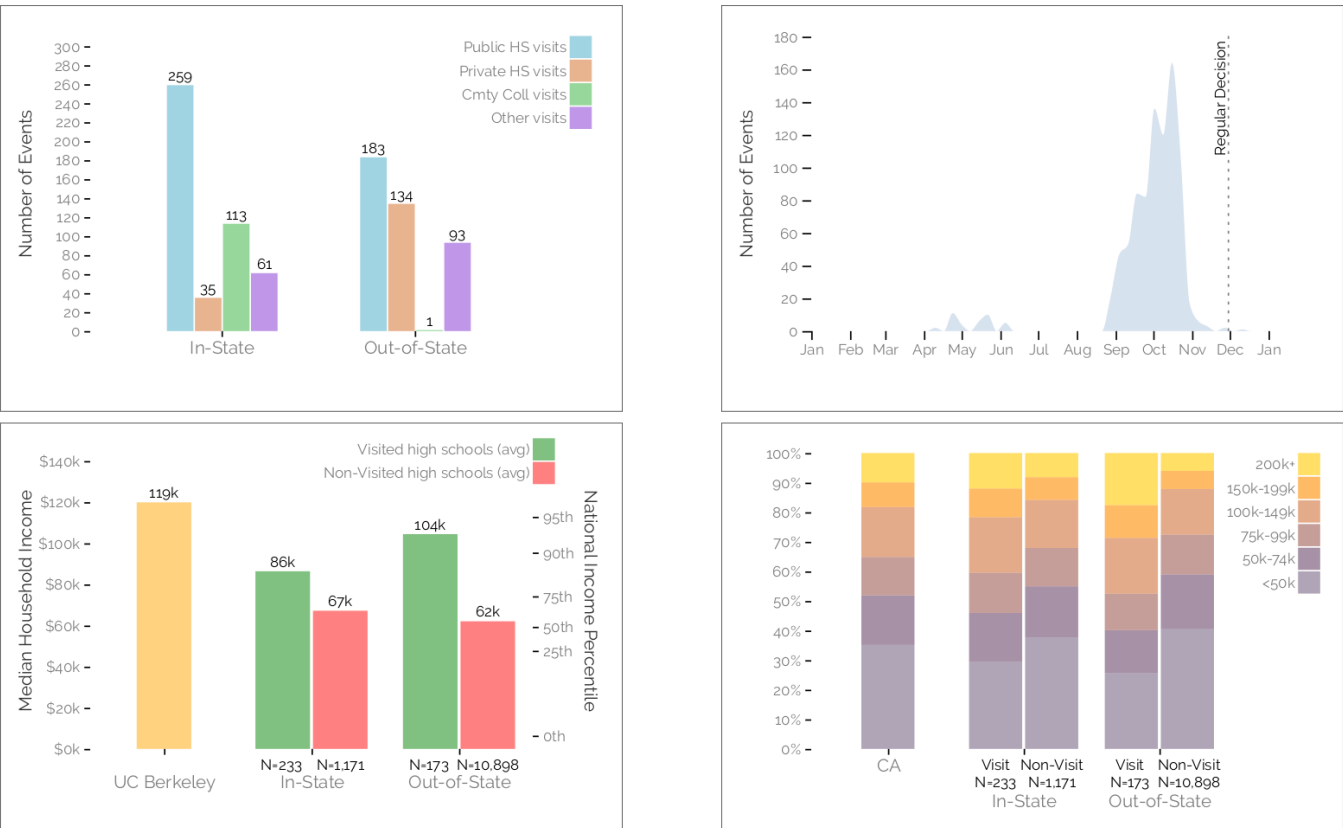 Number of Events
300
280
260
240
220
200
180
160
140
120
100
80
60
40
20
0
Public HS visits
Private HS visits
Cmty Coll visits
Other visits
259
35
113
61
183
134
1
93
In-State
Out-of-State
Number of Events
180
160
140
120
100
80
60
40
20
0
Regular Decision
Jan Feb Mar Apr May Jun Jul Aug Sep Oct Nov Dec Jan
Median Household Income
$140k
$120k
$100k
$80k
$60k
$40k
$20k
$0k
Visited high schools (avg)
Non-Visited high schools (avg)
119k
86k
67k
104k
62k
National Income Percentile
95th
90th
75th
50th
25th
0th
N=233 N=1,171 N=173 N=10,898
UC Berkeley In-State Out-of-State
100%
90%
80%
70%
60%
50%
40%
30%
20%
10%
0%
200k+
150k-199k
100k-149k
75k-99k
50k-74k
<50k
CA
Visit Non-Visit Visit Non-Visit
N=233 N=1,171 N=173 N=10,898
In-State Out-of-State